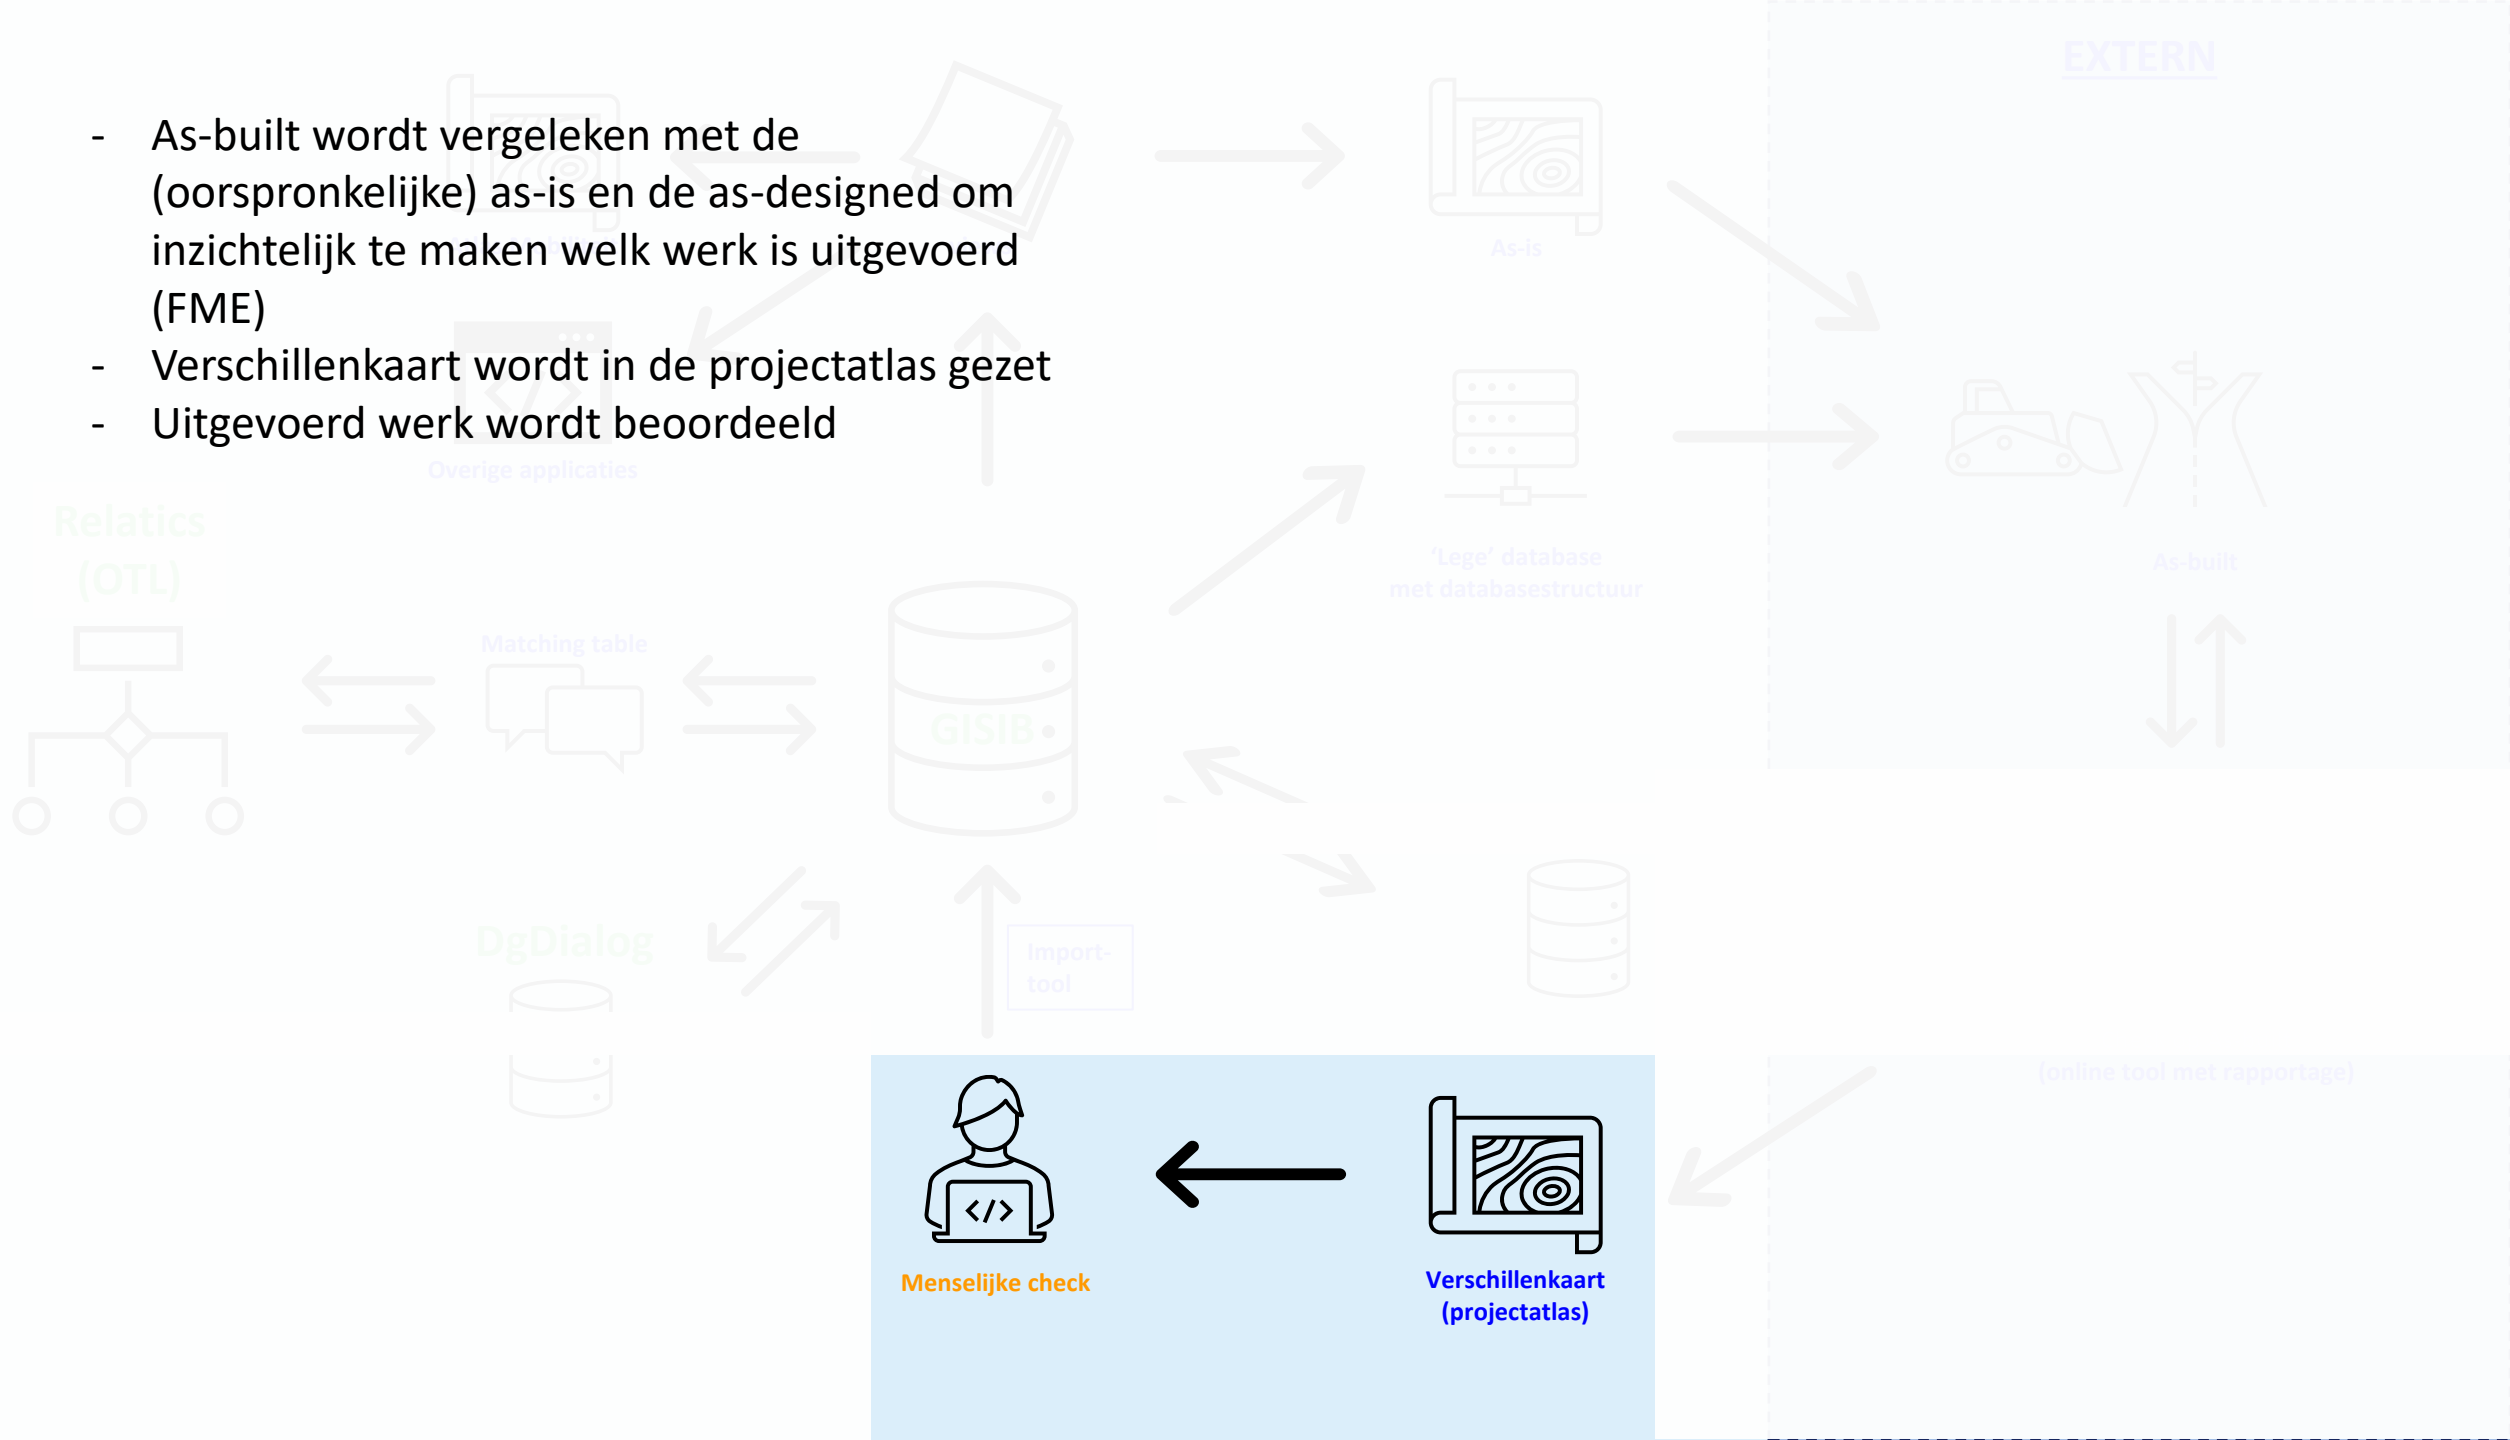 - As-built wordt vergeleken met de
(oorspronkelijke) as-is en de as-designed om
inzichtelijk te maken welk werk is uitgevoerd
(FME)
- Verschillenkaart wordt in de projectatlas gezet
- Uitgevoerd werk wordt beoordeeld
EXTERN
As-is
Overige applicaties
Relatics
(OTL)
Matching table
GISIB
'Lege' database
met databasestructuur
As-built
DgDialog
Import-
tool
(online tool met rapportage)
Menselijke check
Verschillenkaart
(projectatlas)